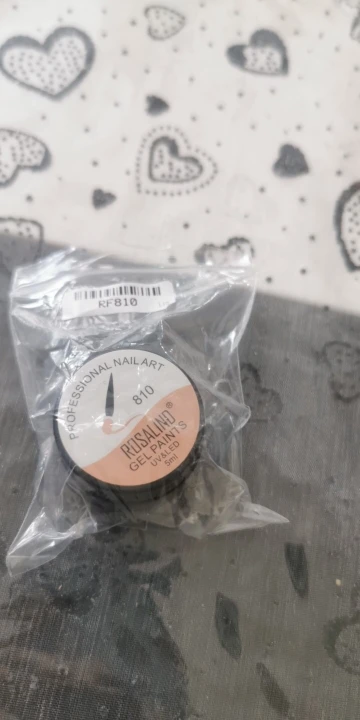 RF810
PROFESSIONAL NAIL ART
810
ROSALIND®
GEL PAINTS
UV&LED
5ml